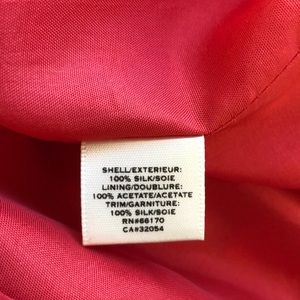 SHELL/EXTERIEUR:
100% SILK/SOIE
LINING/DOUBLURE:
100% ACETATE/ACETATE
TRIM/GARNITURE:
100% SILK/SOIE
RN#66170
CA#32054